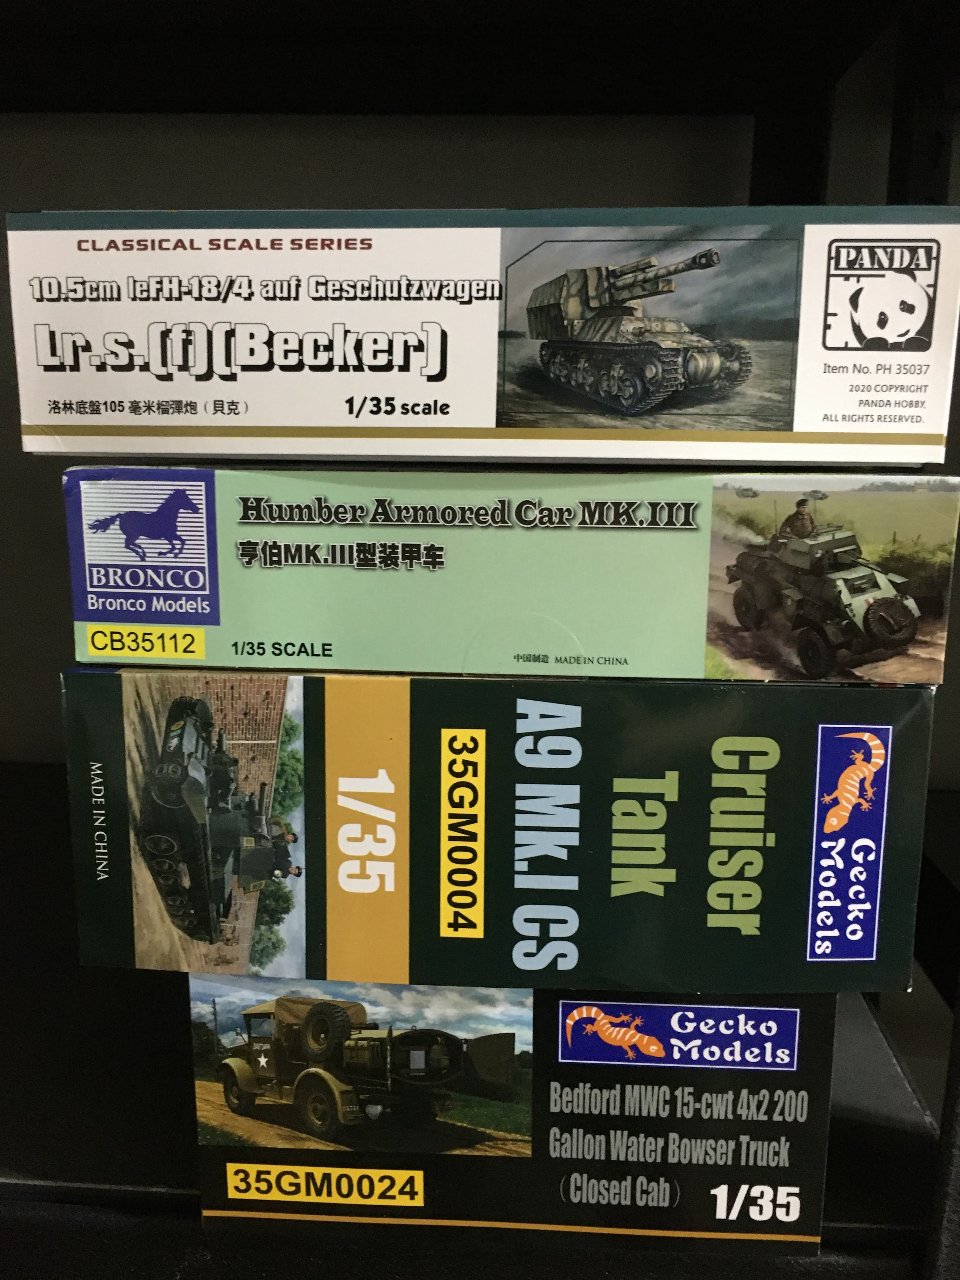 CLASSICAL SCALE SERIES
10.5cm leFH-18/4 auf Geschutzwagen
Lr.s.(f)(Becker)
洛林底盤105 毫米榴彈炮（貝克）
1/35 scale
PANDA
Item No. PH 35037
2020 COPYRIGHT
PANDA HOBBY.
ALL RIGHTS RESERVED.
BRONCO
Bronco Models
CB35112
Humber Armored Car MK.III
亨伯MK.III型装甲车
1/35 SCALE
中国制造 MADE IN CHINA
Gecko
Models
Cruiser
Tank
A9 Mk.I CS
35GM0004
1/35
MADE IN CHINA
Gecko
Models
Bedford MWC 15-cwt 4x2 200
Gallon Water Bowser Truck
（Closed Cab）
1/35
35GM0024